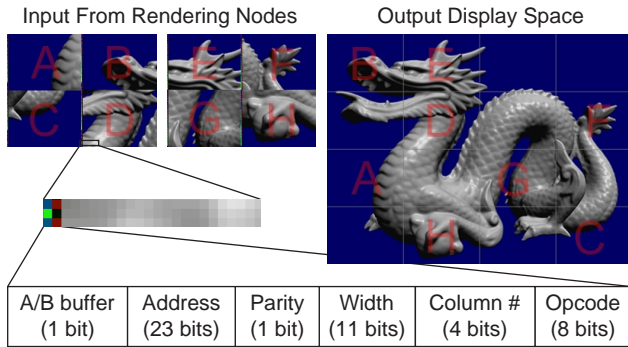 Input From Rendering Nodes
Output Display Space
A B E F
C D G H
B E
D F
A G
H C
A/B buffer (1 bit)
Address (23 bits)
Parity (1 bit)
Width (11 bits)
Column # (4 bits)
Opcode (8 bits)